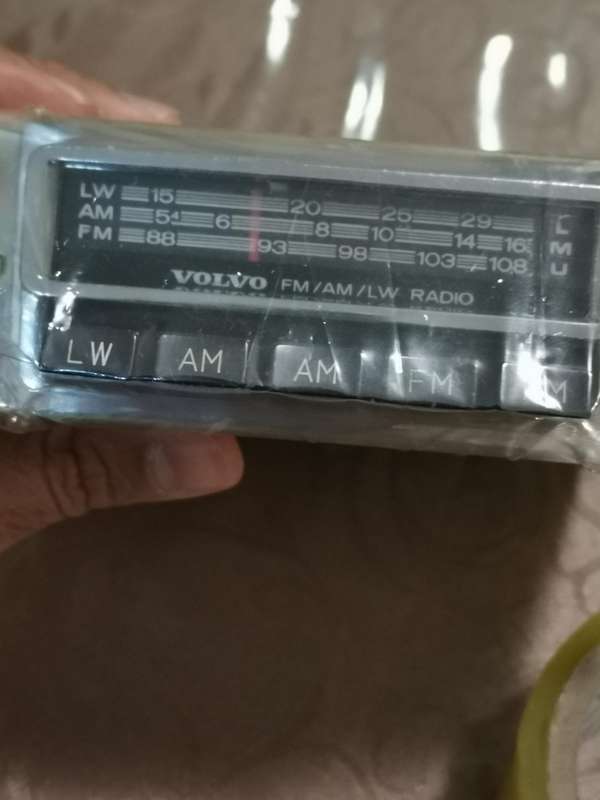 LW 15 20 25 29 L
AM 54 6 8 10 14 16 M
FM 88 93 98 103 108 U
VOLVO FM/AM/LW RADIO
LW AM AM FM